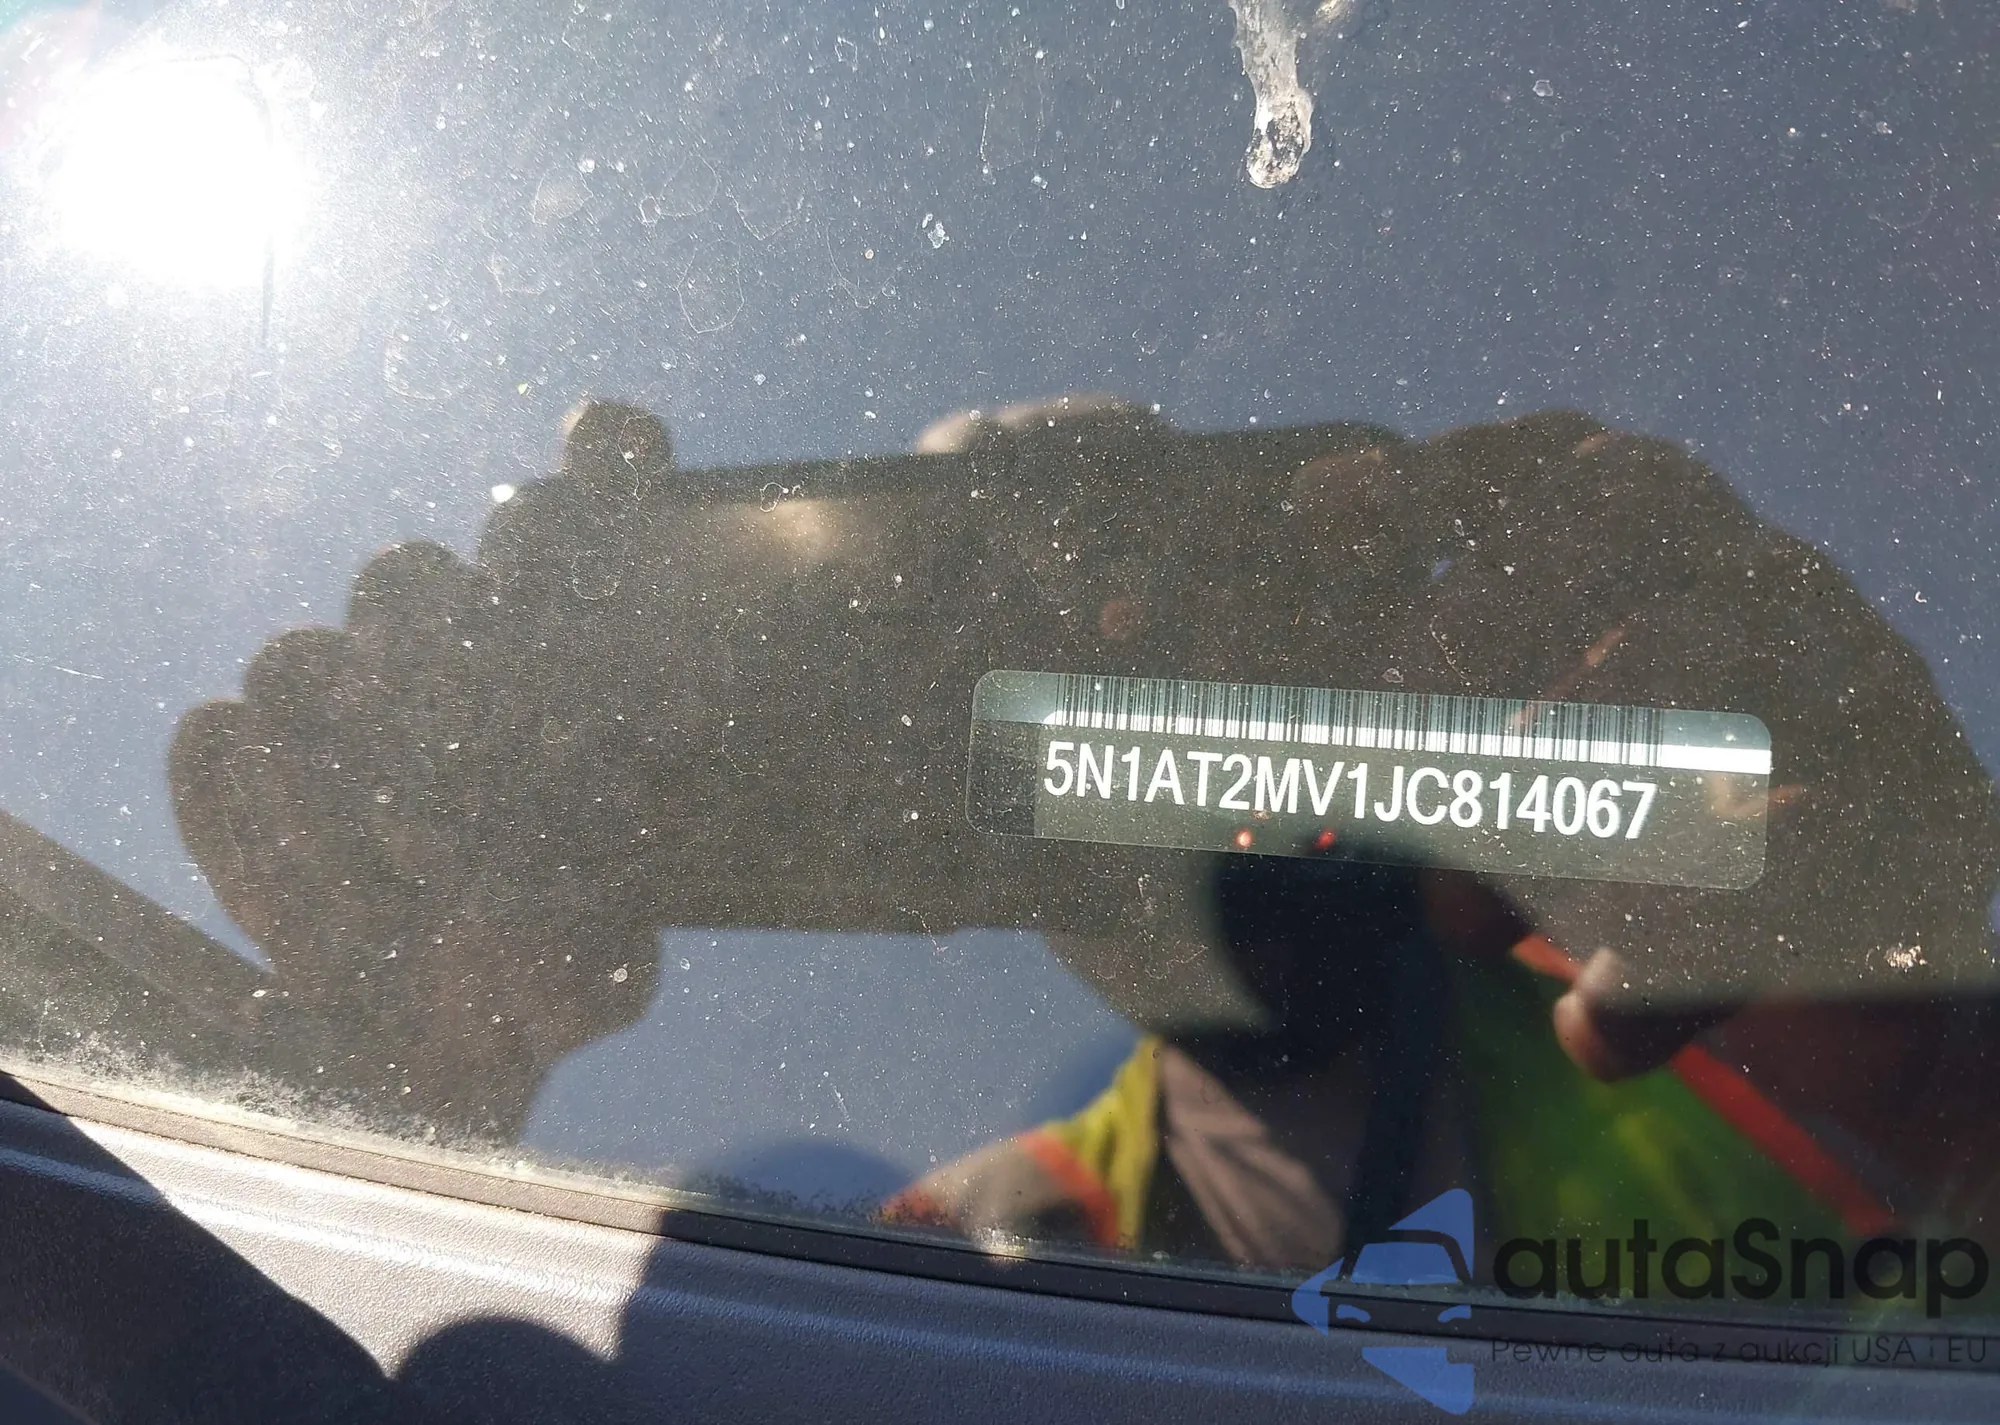 5N1AT2MV1JC814067
autaSnap
Pewne auta z aukcji USA i EU